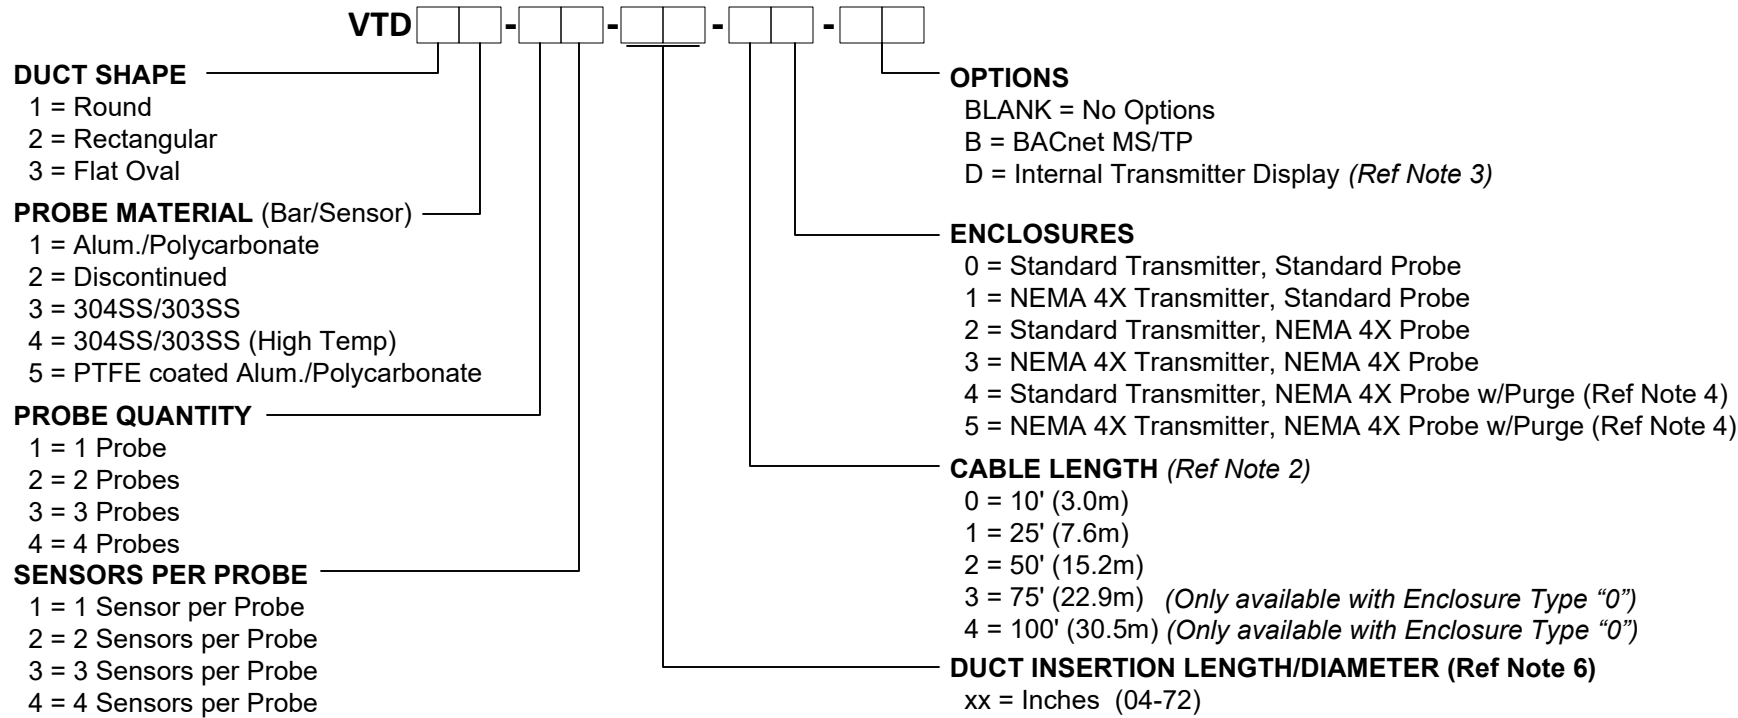 VTD - - - -
DUCT SHAPE
1 = Round
2 = Rectangular
3 = Flat Oval
PROBE MATERIAL (Bar/Sensor)
1 = Alum./Polycarbonate
2 = Discontinued
3 = 304SS/303SS
4 = 304SS/303SS (High Temp)
5 = PTFE coated Alum./Polycarbonate
PROBE QUANTITY
1 = 1 Probe
2 = 2 Probes
3 = 3 Probes
4 = 4 Probes
SENSORS PER PROBE
1 = 1 Sensor per Probe
2 = 2 Sensors per Probe
3 = 3 Sensors per Probe
4 = 4 Sensors per Probe
OPTIONS
BLANK = No Options
B = BACnet MS/TP
D = Internal Transmitter Display (Ref Note 3)
ENCLOSURES
0 = Standard Transmitter, Standard Probe
1 = NEMA 4X Transmitter, Standard Probe
2 = Standard Transmitter, NEMA 4X Probe
3 = NEMA 4X Transmitter, NEMA 4X Probe
4 = Standard Transmitter, NEMA 4X Probe w/Purge (Ref Note 4)
5 = NEMA 4X Transmitter, NEMA 4X Probe w/Purge (Ref Note 4)
CABLE LENGTH (Ref Note 2)
0 = 10' (3.0m)
1 = 25' (7.6m)
2 = 50' (15.2m)
3 = 75' (22.9m) (Only available with Enclosure Type “0”)
4 = 100' (30.5m) (Only available with Enclosure Type “0”)
DUCT INSERTION LENGTH/DIAMETER (Ref Note 6)
xx = Inches (04-72)